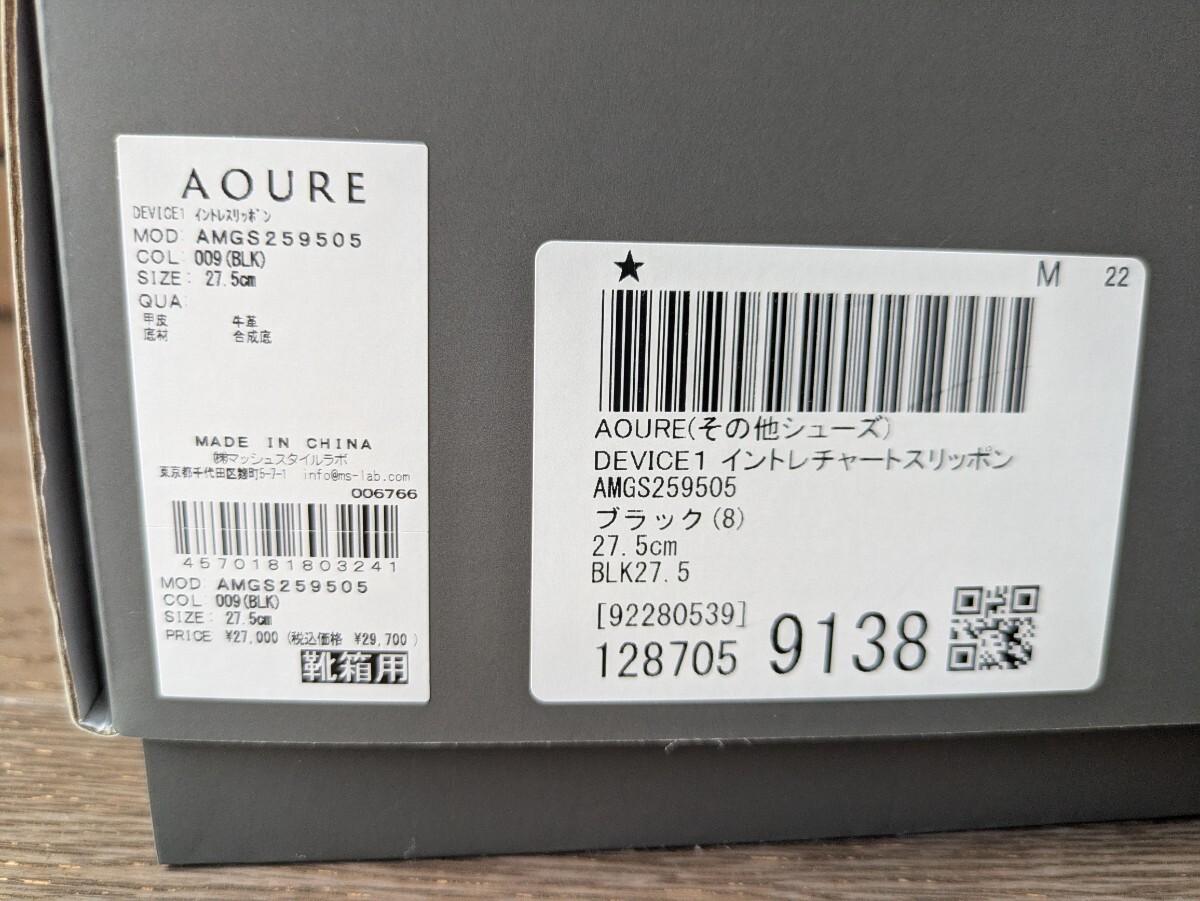 AOURE
DEVICE1 イントレスリッポン
MOD: AMGS259505
COL: 009(BLK)
SIZE: 27.5cm
QUA:
甲皮 牛革
底材 合成底
MADE IN CHINA
㈱マッシュスタイルラボ
東京都千代田区麹町5-7-1 info@ms-lab.com
006766
4570181803241
MOD: AMGS259505
COL: 009(BLK)
SIZE: 27.5cm
PRICE ¥27,000 (税込価格 ¥29,700)
靴箱用
★ M 22
AOURE(その他シューズ)
DEVICE1 イントレチャートスリッポン
AMGS259505
ブラック(8)
27.5cm
BLK27.5
[92280539]
128705 9138